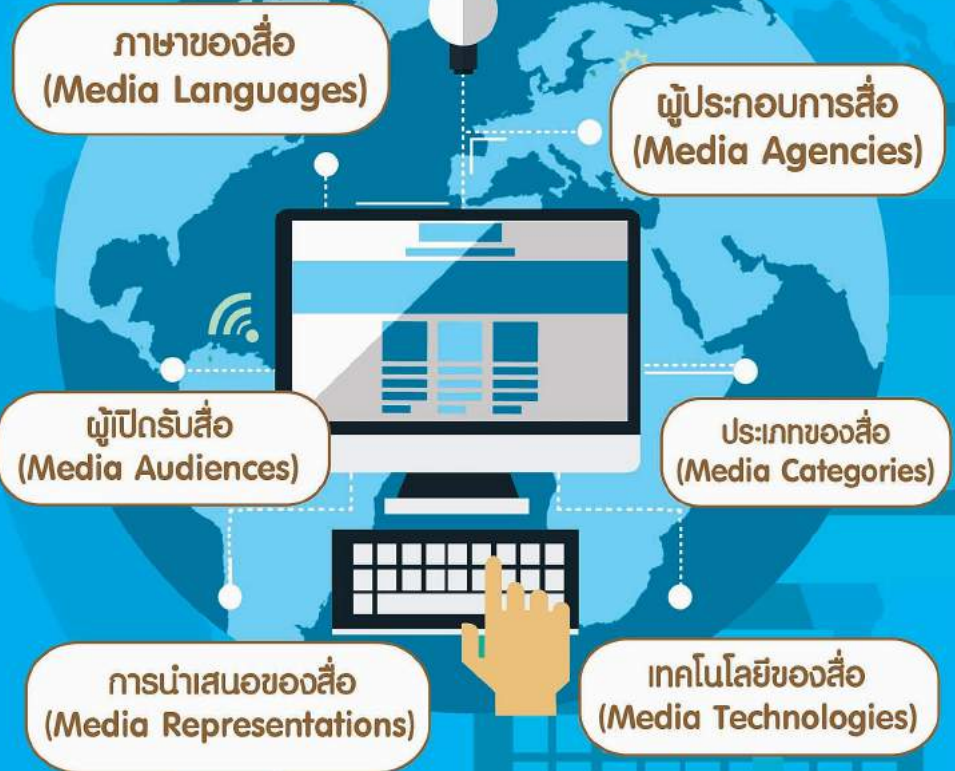 ภาษาของสื่อ
(Media Languages)
ผู้ประกอบการสื่อ
(Media Agencies)
ผู้เปิดรับสื่อ
(Media Audiences)
ประเภทของสื่อ
(Media Categories)
การนำเสนอของสื่อ
(Media Representations)
เทคโนโลยีของสื่อ
(Media Technologies)